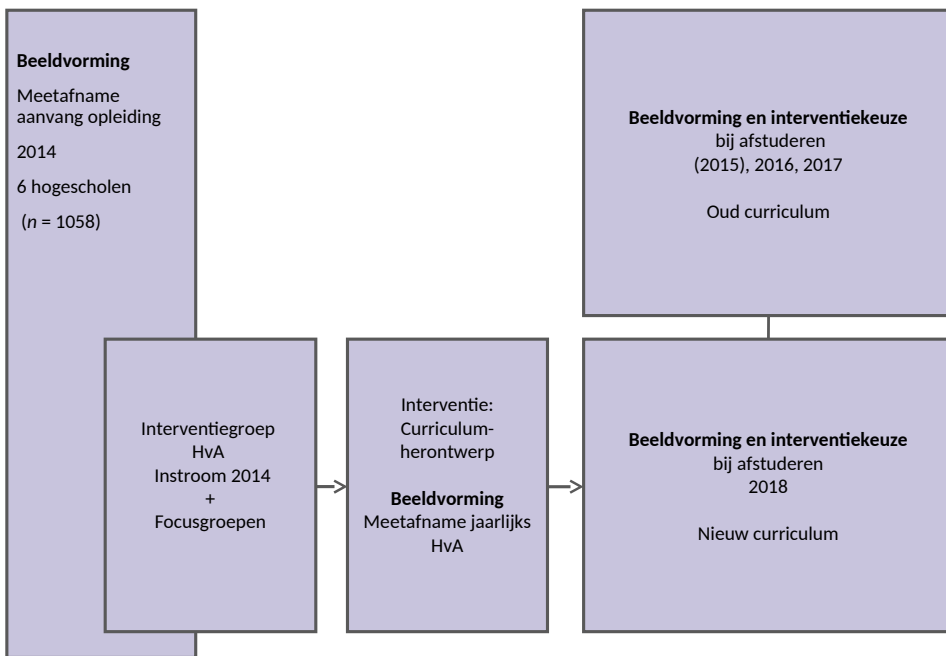 Beeldvorming
Meetafname
aanvang opleiding
2014
6 hogescholen
(n = 1058)
Interventiegroep
HvA
Instroom 2014
+
Focusgroepen
Interventie:
Curriculum-
herontwerp
Beeldvorming
Meetafname jaarlijks
HvA
Beeldvorming en interventiekeuze
bij afstuderen
(2015), 2016, 2017
Oud curriculum
Beeldvorming en interventiekeuze
bij afstuderen
2018
Nieuw curriculum